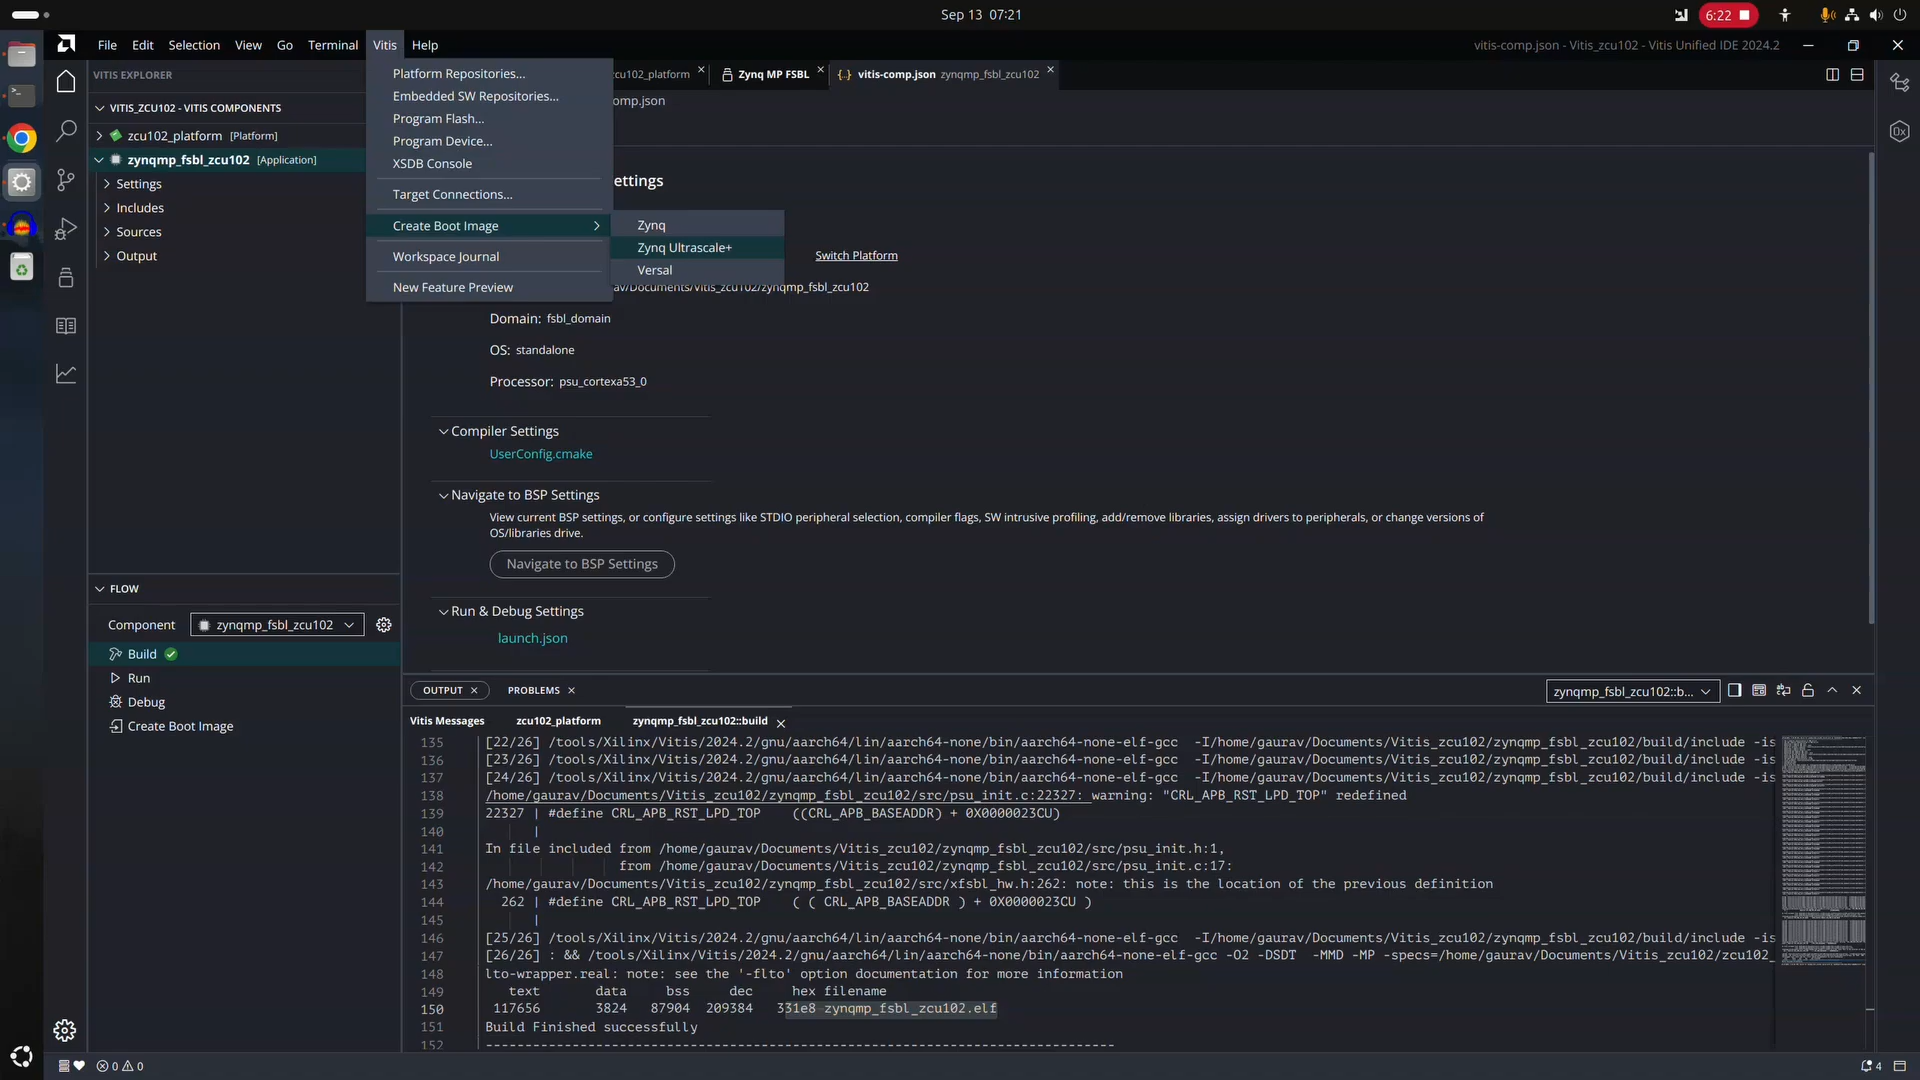 Sep 13 07:21
6:22
File Edit Selection View Go Terminal Vitis Help
vitis-comp.json - Vitis_zcu102 - Vitis Unified IDE 2024.2
VITIS EXPLORER
VITIS_ZCU102 - VITIS COMPONENTS
zcu102_platform [Platform]
zynqmp_fsbl_zcu102 [Application]
Settings
Includes
Sources
Output
Platform Repositories...
Embedded SW Repositories...
Program Flash...
Program Device...
XSDB Console
Target Connections...
Create Boot Image
Workspace Journal
New Feature Preview
Zynq
Zynq Ultrascale+
Versal
cu102_platform
Zynq MP FSBL
{..} vitis-comp.json zynqmp_fsbl_zcu102
omp.json
ettings
Switch Platform
av/Documents/Vitis_zcu102/zynqmp_fsbl_zcu102
Domain: fsbl_domain
OS: standalone
Processor: psu_cortexa53_0
Compiler Settings
UserConfig.cmake
Navigate to BSP Settings
View current BSP settings, or configure settings like STDIO peripheral selection, compiler flags, SW intrusive profiling, add/remove libraries, assign drivers to peripherals, or change versions of
OS/libraries drive.
Navigate to BSP Settings
Run & Debug Settings
launch.json
FLOW
Component zynqmp_fsbl_zcu102
Build
Run
Debug
Create Boot Image
OUTPUT PROBLEMS
zynqmp_fsbl_zcu102::b...
Vitis Messages zcu102_platform zynqmp_fsbl_zcu102::build
135 [22/26] /tools/Xilinx/Vitis/2024.2/gnu/aarch64/lin/aarch64-none/bin/aarch64-none-elf-gcc -I/home/gaurav/Documents/Vitis_zcu102/zynqmp_fsbl_zcu102/build/include -is
136 [23/26] /tools/Xilinx/Vitis/2024.2/gnu/aarch64/lin/aarch64-none/bin/aarch64-none-elf-gcc -I/home/gaurav/Documents/Vitis_zcu102/zynqmp_fsbl_zcu102/build/include -is
137 [24/26] /tools/Xilinx/Vitis/2024.2/gnu/aarch64/lin/aarch64-none/bin/aarch64-none-elf-gcc -I/home/gaurav/Documents/Vitis_zcu102/zynqmp_fsbl_zcu102/build/include -is
138 /home/gaurav/Documents/Vitis_zcu102/zynqmp_fsbl_zcu102/src/psu_init.c:22327: warning: "CRL_APB_RST_LPD_TOP" redefined
139 22327 | #define CRL_APB_RST_LPD_TOP ((CRL_APB_BASEADDR) + 0X0000023CU)
140 |
141 In file included from /home/gaurav/Documents/Vitis_zcu102/zynqmp_fsbl_zcu102/src/psu_init.h:1,
142 from /home/gaurav/Documents/Vitis_zcu102/zynqmp_fsbl_zcu102/src/psu_init.c:17:
143 /home/gaurav/Documents/Vitis_zcu102/zynqmp_fsbl_zcu102/src/xfsbl_hw.h:262: note: this is the location of the previous definition
144 262 | #define CRL_APB_RST_LPD_TOP ( ( CRL_APB_BASEADDR ) + 0X0000023CU )
145 |
146 [25/26] /tools/Xilinx/Vitis/2024.2/gnu/aarch64/lin/aarch64-none/bin/aarch64-none-elf-gcc -I/home/gaurav/Documents/Vitis_zcu102/zynqmp_fsbl_zcu102/build/include -is
147 [26/26] : && /tools/Xilinx/Vitis/2024.2/gnu/aarch64/lin/aarch64-none/bin/aarch64-none-elf-gcc -O2 -DSDT -MMD -MP -specs=/home/gaurav/Documents/Vitis_zcu102/zcu102_
148 lto-wrapper.real: note: see the '-flto' option documentation for more information
149 text data bss dec hex filename
150 117656 3824 87904 209384 331e8 zynqmp_fsbl_zcu102.elf
151 Build Finished successfully
152 --------------------------------------------------------------------------------
0 0
4
0x